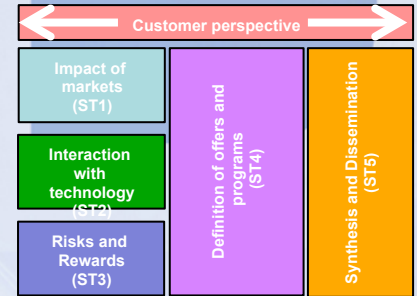 Customer perspective
Impact of
markets
(ST1)
Interaction
with
technology
(ST2)
Risks and
Rewards
(ST3)
Definition of offers and
programs
(ST4)
Synthesis and Dissemination
(ST5)